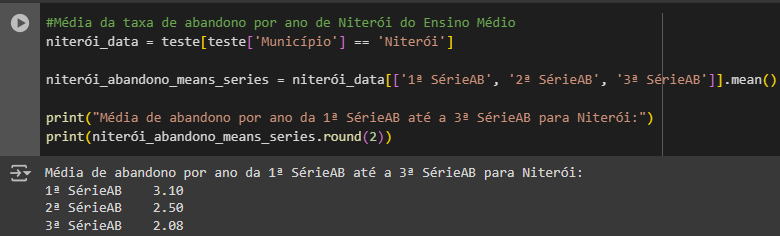 #Média da taxa de abandono por ano de Niterói do Ensino Médio
niterói_data = teste[teste['Município'] == 'Niterói']
niterói_abandono_means_series = niterói_data[['1ª SérieAB', '2ª SérieAB', '3ª SérieAB']].mean()
print("Média de abandono por ano da 1ª SérieAB até a 3ª SérieAB para Niterói:")
print(niterói_abandono_means_series.round(2))
Média de abandono por ano da 1ª SérieAB até a 3ª SérieAB para Niterói:
1ª SérieAB    3.10
2ª SérieAB    2.50
3ª SérieAB    2.08